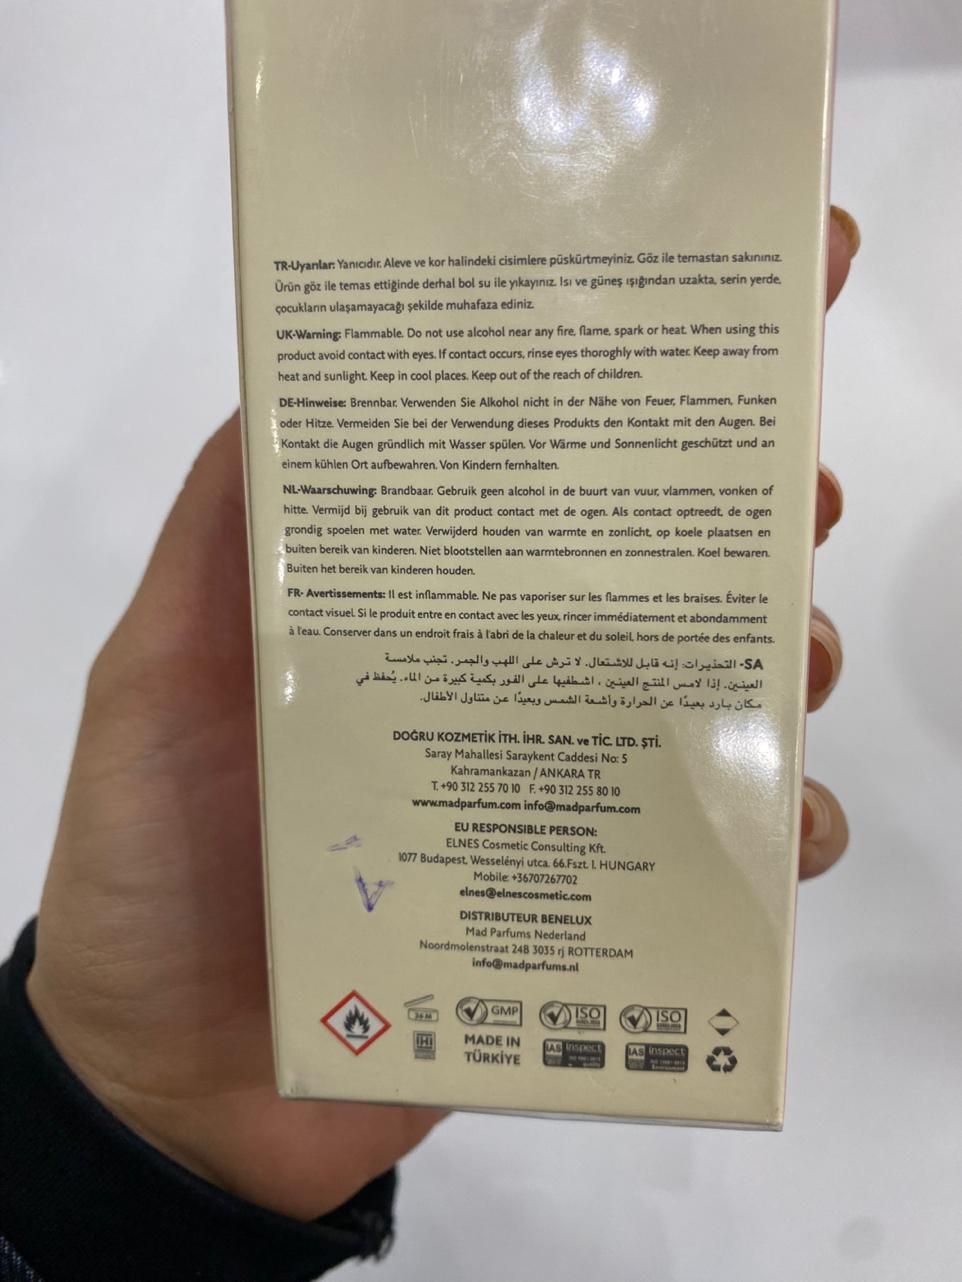 TR-Uyarılar: Yanıcıdır. Aleve ve kor halindeki cisimlere püskürtmeyiniz. Göz ile temastan sakınınız.
Ürün göz ile temas ettiğinde derhal bol su ile yıkayınız. Isı ve güneş ışığından uzakta, serin yerde,
çocukların ulaşamayacağı şekilde muhafaza ediniz.
UK-Warning: Flammable. Do not use alcohol near any fire, flame, spark or heat. When using this
product avoid contact with eyes. If contact occurs, rinse eyes thoroghly with water. Keep away from
heat and sunlight. Keep in cool places. Keep out of the reach of children.
DE-Hinweise: Brennbar. Verwenden Sie Alkohol nicht in der Nähe von Feuer, Flammen, Funken
oder Hitze. Vermeiden Sie bei der Verwendung dieses Produkts den Kontakt mit den Augen. Bei
Kontakt die Augen gründlich mit Wasser spülen. Vor Wärme und Sonnenlicht geschützt und an
einem kühlen Ort aufbewahren. Von Kindern fernhalten.
NL-Waarschuwing: Brandbaar. Gebruik geen alcohol in de buurt van vuur, vlammen, vonken of
hitte. Vermijd bij gebruik van dit product contact met de ogen. Als contact optreedt, de ogen
grondig spoelen met water. Verwijderd houden van warmte en zonlicht, op koele plaatsen en
buiten bereik van kinderen. Niet blootstellen aan warmtebronnen en zonnestralen. Koel bewaren.
Buiten het bereik van kinderen houden.
FR- Avertissements: Il est inflammable. Ne pas vaporiser sur les flammes et les braises. Éviter le
contact visuel. Si le produit entre en contact avec les yeux, rincer immédiatement et abondamment
à l'eau. Conserver dans un endroit frais à l'abri de la chaleur et du soleil, hors de portée des enfants.
SA- التحذيرات: إنه قابل للاشتعال. لا ترش على اللهب والجمر. تجنب ملامسة
العينين. إذا لامس المنتج العينين ، اشطفيها على الفور بكمية كبيرة من الماء. يُحفظ في
مكان بارد بعيدًا عن الحرارة وأشعة الشمس وبعيدًا عن متناول الأطفال.
DOĞRU KOZMETİK İTH. İHR. SAN. ve TİC. LTD. ŞTİ.
Saray Mahallesi Saraykent Caddesi No: 5
Kahramankazan / ANKARA TR
T. +90 312 255 70 10 F. +90 312 255 80 10
www.madparfum.com info@madparfum.com
EU RESPONSIBLE PERSON:
ELNES Cosmetic Consulting Kft.
1077 Budapest, Wesselényi utca. 66.Fszt. I. HUNGARY
Mobile: +36707267702
elnes@elnescosmetic.com
DISTRIBUTEUR BENELUX
Mad Parfums Nederland
Noordmolenstraat 24B 3035 rj ROTTERDAM
info@madparfums.nl
36 M GMP ISO ISO
MADE IN
TÜRKİYE
IAS inspect quality
IAS inspect